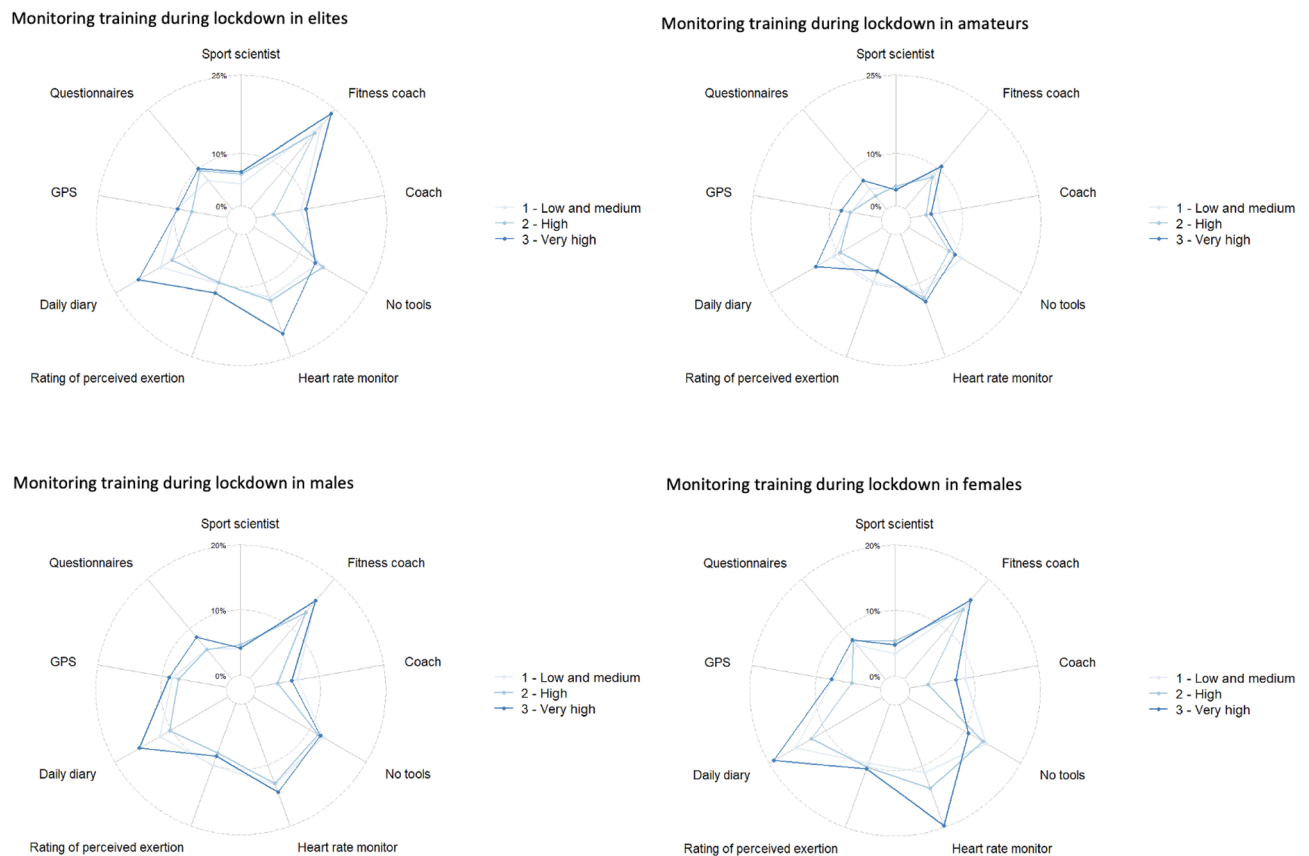 Monitoring training during lockdown in elites
Sport scientist
25%
Questionnaires
Fitness coach
10%
GPS
Coach
0%
1 - Low and medium
2 - High
3 - Very high
Daily diary
No tools
Rating of perceived exertion
Heart rate monitor
Monitoring training during lockdown in amateurs
Sport scientist
25%
Questionnaires
Fitness coach
10%
GPS
Coach
0%
1 - Low and medium
2 - High
3 - Very high
Daily diary
No tools
Rating of perceived exertion
Heart rate monitor
Monitoring training during lockdown in males
Sport scientist
20%
Questionnaires
Fitness coach
10%
GPS
Coach
0%
1 - Low and medium
2 - High
3 - Very high
Daily diary
No tools
Rating of perceived exertion
Heart rate monitor
Monitoring training during lockdown in females
Sport scientist
20%
Questionnaires
Fitness coach
10%
GPS
Coach
0%
1 - Low and medium
2 - High
3 - Very high
Daily diary
No tools
Rating of perceived exertion
Heart rate monitor